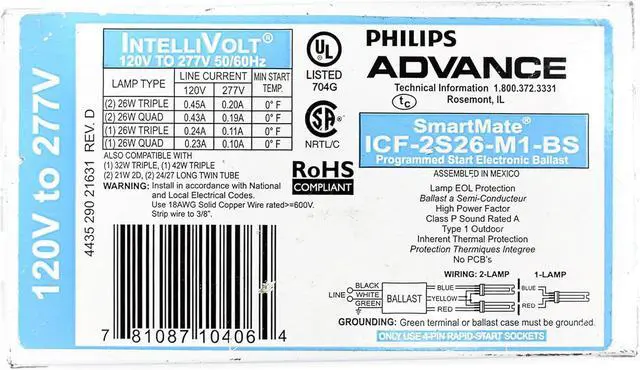 120V to 277V
4435 290 21631 REV. D
INTELLIVOLT®
120V TO 277V 50/60Hz
LAMP TYPE LINE CURRENT MIN START TEMP.
120V 277V
(2) 26W TRIPLE 0.45A 0.20A 0° F
(2) 26W QUAD 0.43A 0.19A 0° F
(1) 26W TRIPLE 0.24A 0.11A 0° F
(1) 26W QUAD 0.23A 0.10A 0° F
ALSO COMPATIBLE WITH
(1) 32W TRIPLE, (1) 42W TRIPLE
(2) 21W 2D, (2) 24/27 LONG TWIN TUBE
WARNING: Install in accordance with National
and Local Electrical Codes.
Use 18AWG Solid Copper Wire rated>=600V.
Strip wire to 3/8".
7 81087 10406 4
UL
LISTED
704G
SA
NRTL/C
RoHS
COMPLIANT
PHILIPS
ADVANCE
Technical Information 1.800.372.3331
tc Rosemont, IL
SmartMate®
ICF-2S26-M1-BS
Programmed Start Electronic Ballast
ASSEMBLED IN MEXICO
Lamp EOL Protection
Ballast a Semi-Conducteur
High Power Factor
Class P Sound Rated A
Type 1 Outdoor
Inherent Thermal Protection
Protection Thermiques Integree
No PCB's
WIRING: 2-LAMP 1-LAMP
LINE BLACK WHITE GREEN BALLAST BLUE YELLOW RED BLUE RED
GROUNDING: Green terminal or ballast case must be grounded.
ONLY USE 4-PIN RAPID-START SOCKETS